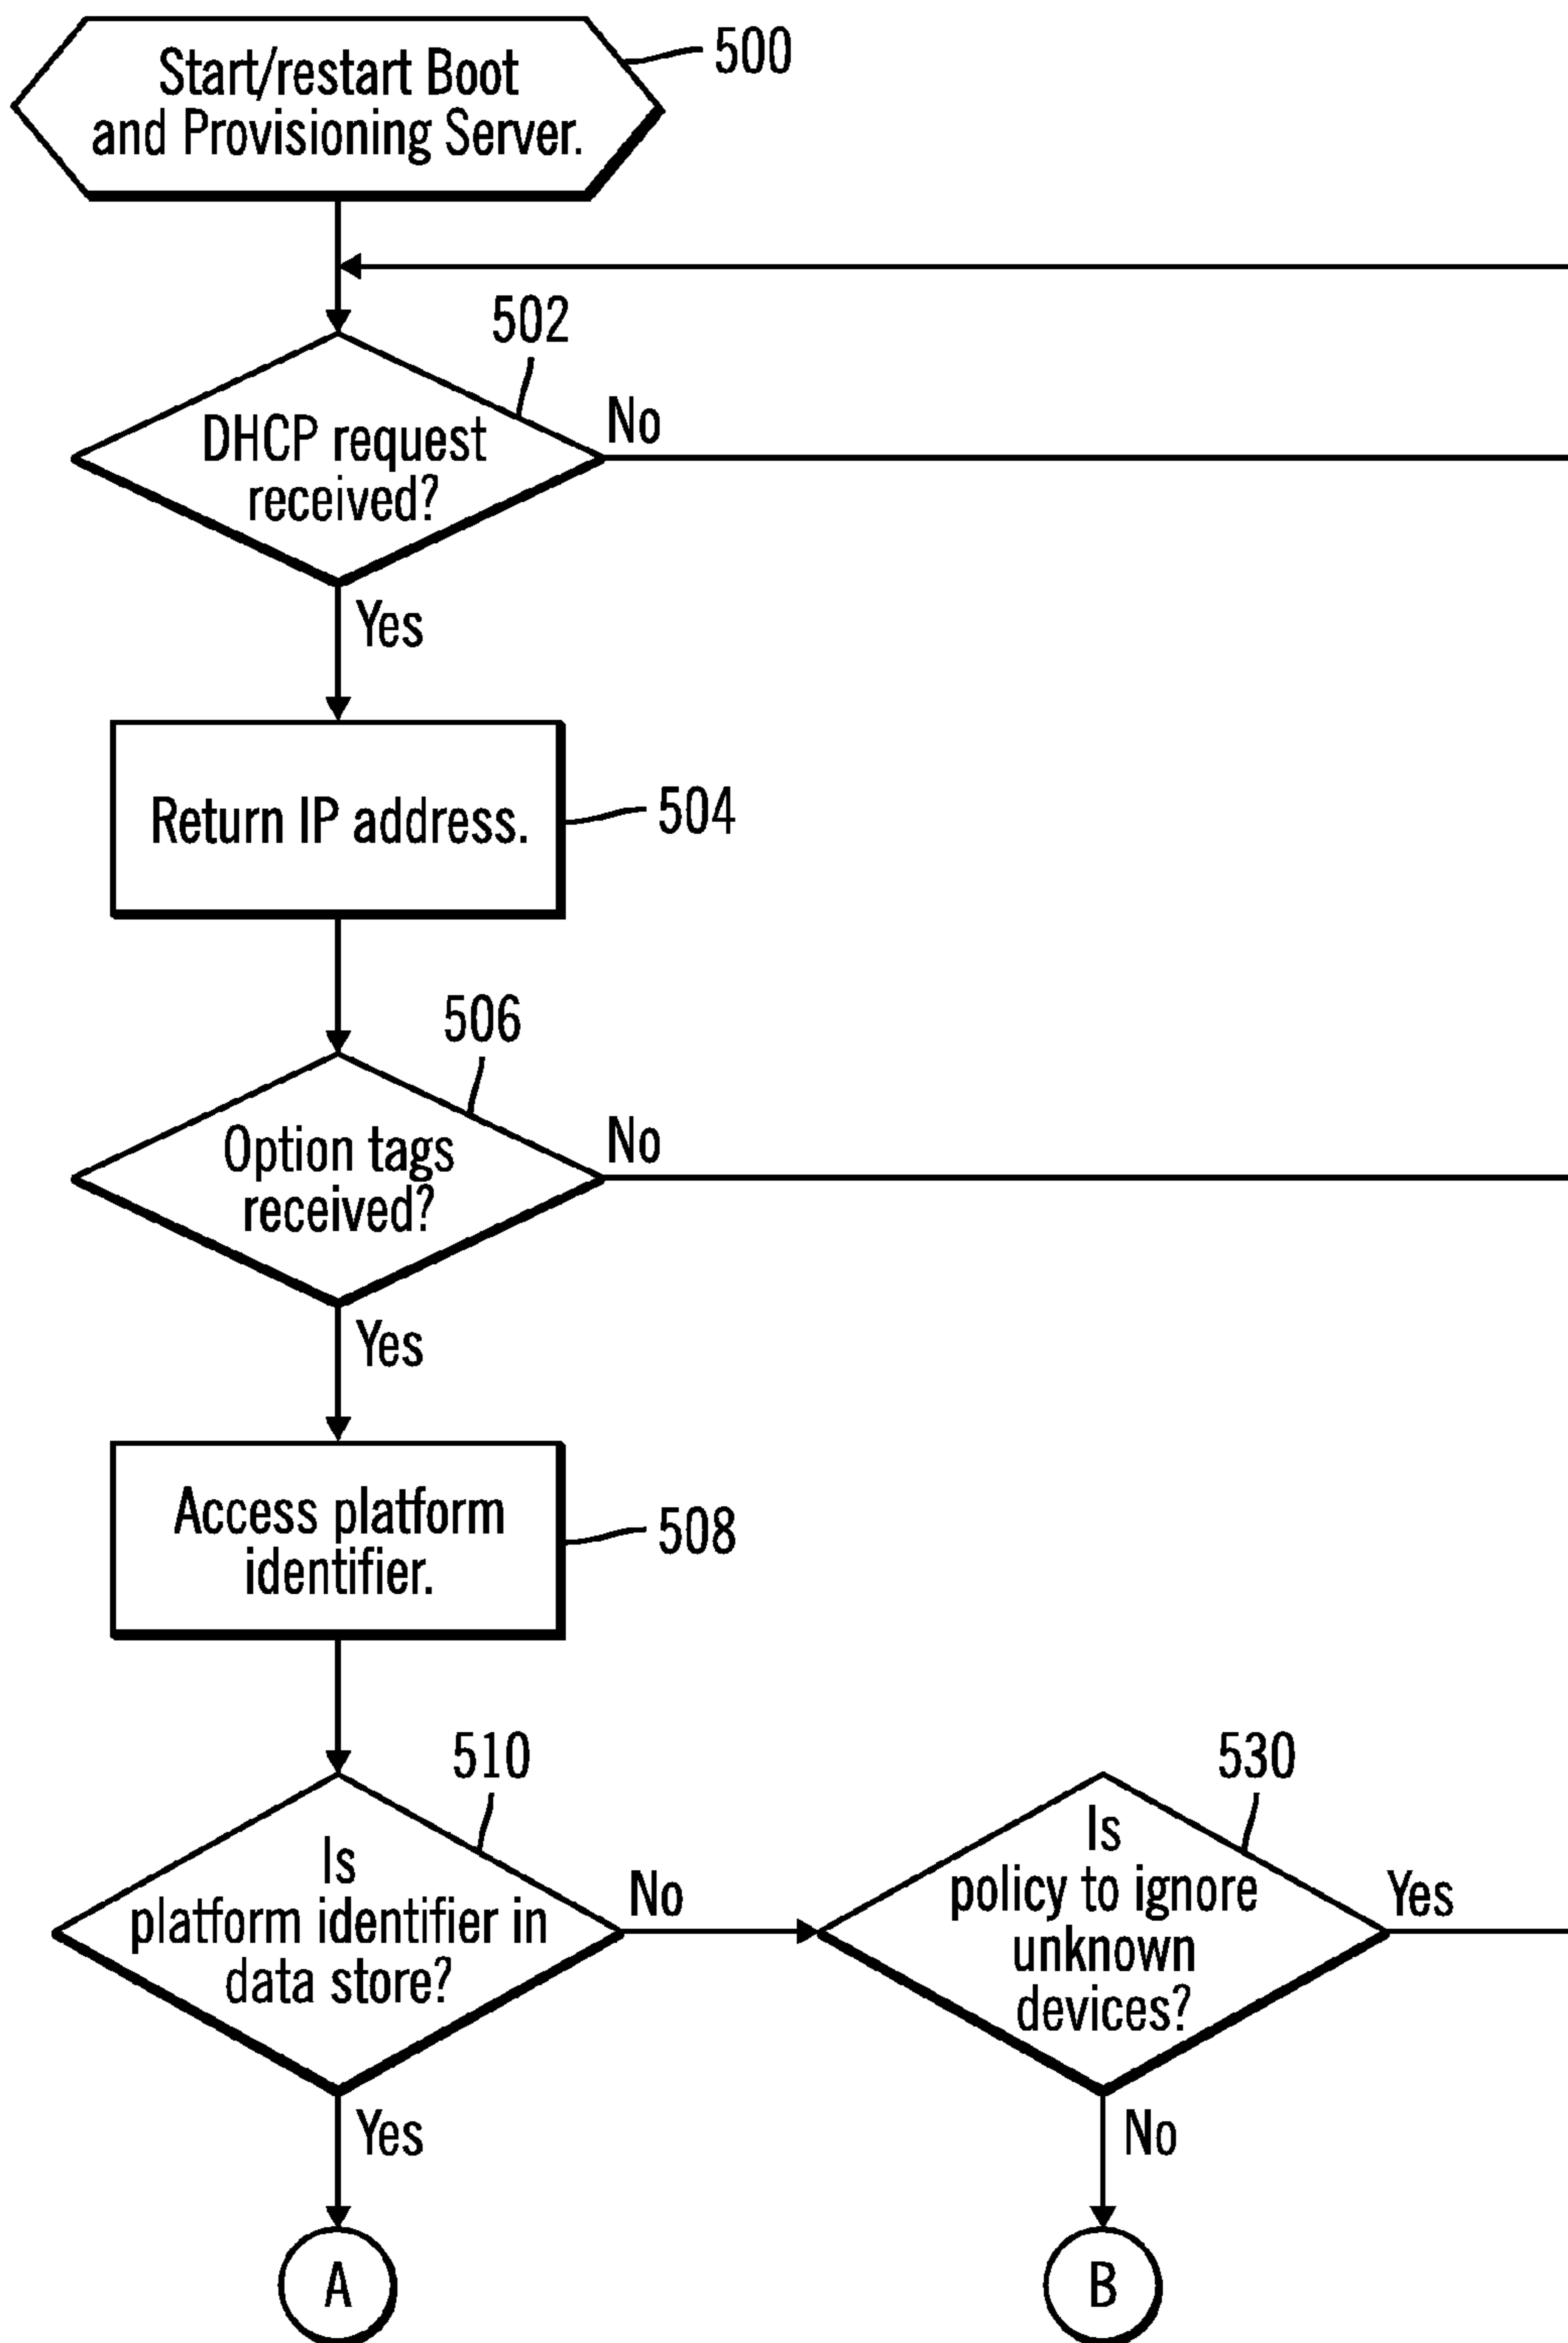 Start/restart Boot
and Provisioning Server.
500
502
DHCP request
received?
No
Yes
Return IP address.
504
506
Option tags
received?
No
Yes
Access platform
identifier.
508
510
Is
platform identifier in
data store?
No
Yes
530
Is
policy to ignore
unknown
devices?
Yes
No
A
B